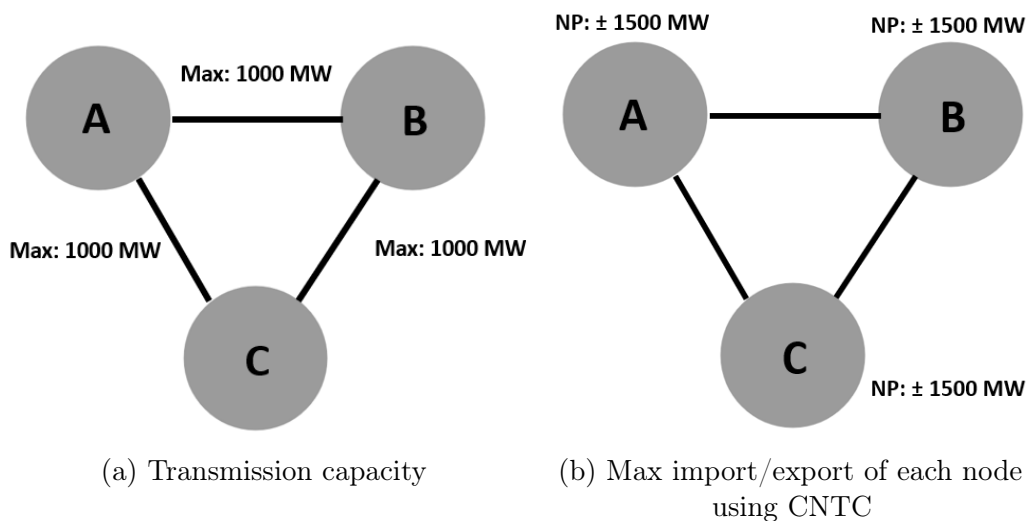 A
Max: 1000 MW
B
Max: 1000 MW
Max: 1000 MW
C
(a) Transmission capacity
NP: ± 1500 MW
NP: ± 1500 MW
A
B
C
NP: ± 1500 MW
(b) Max import/export of each node
using CNTC